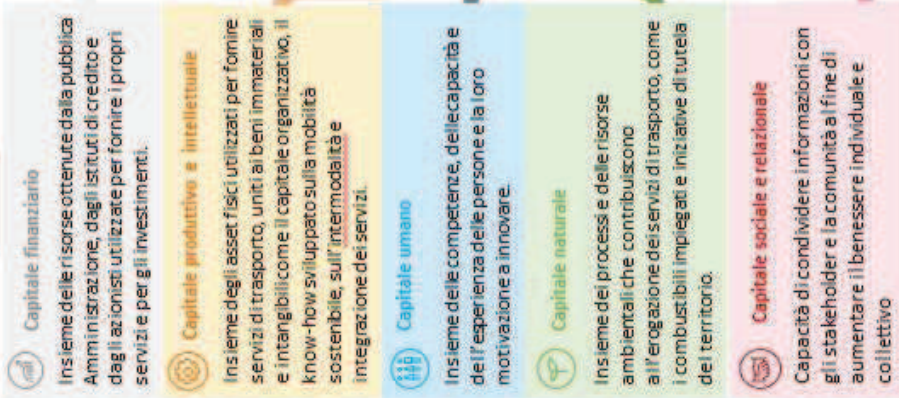 Capitale finanziario
Insieme delle risorse ottenute dalla pubblica
Amministrazione, dagli istituti di credito e
dagli azionisti utilizzate per fornire i propri
servizi e per gli investimenti.
Capitale produttivo e intellettuale
Insieme degli asset fisici utilizzati per fornire
servizi di trasporto, uniti ai beni immateriali
e intangibili come il capitale organizzativo, il
know-how sviluppato sulla mobilità
sostenibile, sull'intermodalità e
integrazione dei servizi.
Capitale umano
Insieme delle competenze, delle capacità e
dell'esperienza delle persone e la loro
motivazione a innovare.
Capitale naturale
Insieme dei processi e delle risorse
ambientali che contribuiscono
all'erogazione dei servizi di trasporto, come
i combustibili impiegati e iniziative di tutela
del territorio.
Capitale sociale e relazionale
Capacità di condividere informazioni con
gli stakeholder e la comunità al fine di
aumentare il benessere individuale e
collettivo